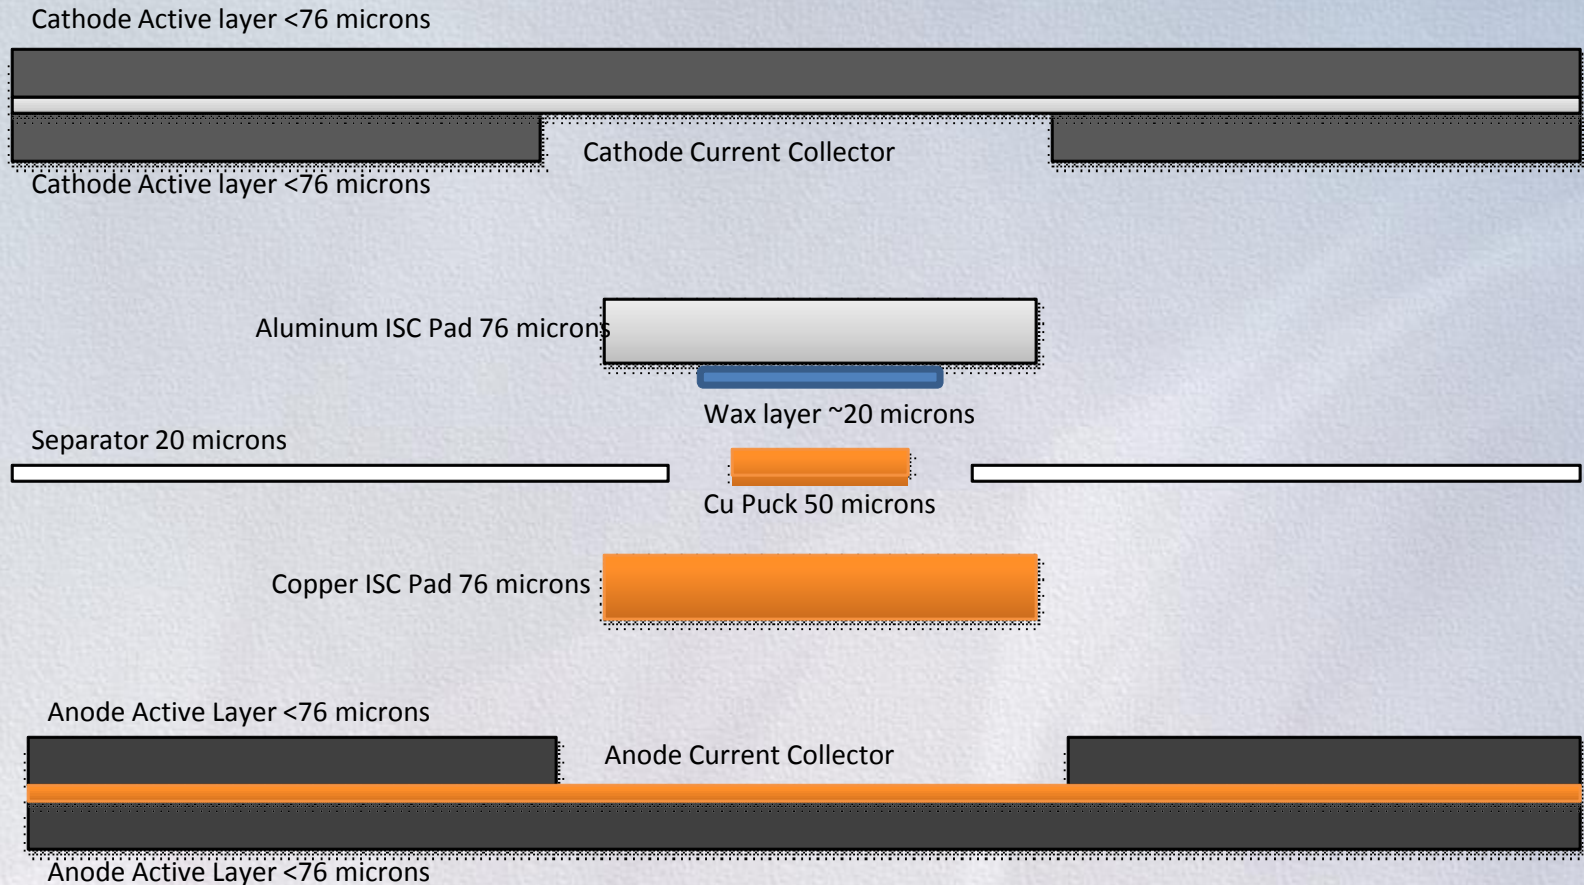 Cathode Active layer <76 microns
Cathode Current Collector
Cathode Active layer <76 microns
Aluminum ISC Pad 76 microns
Wax layer ~20 microns
Separator 20 microns
Cu Puck 50 microns
Copper ISC Pad 76 microns
Anode Active Layer <76 microns
Anode Current Collector
Anode Active Layer <76 microns